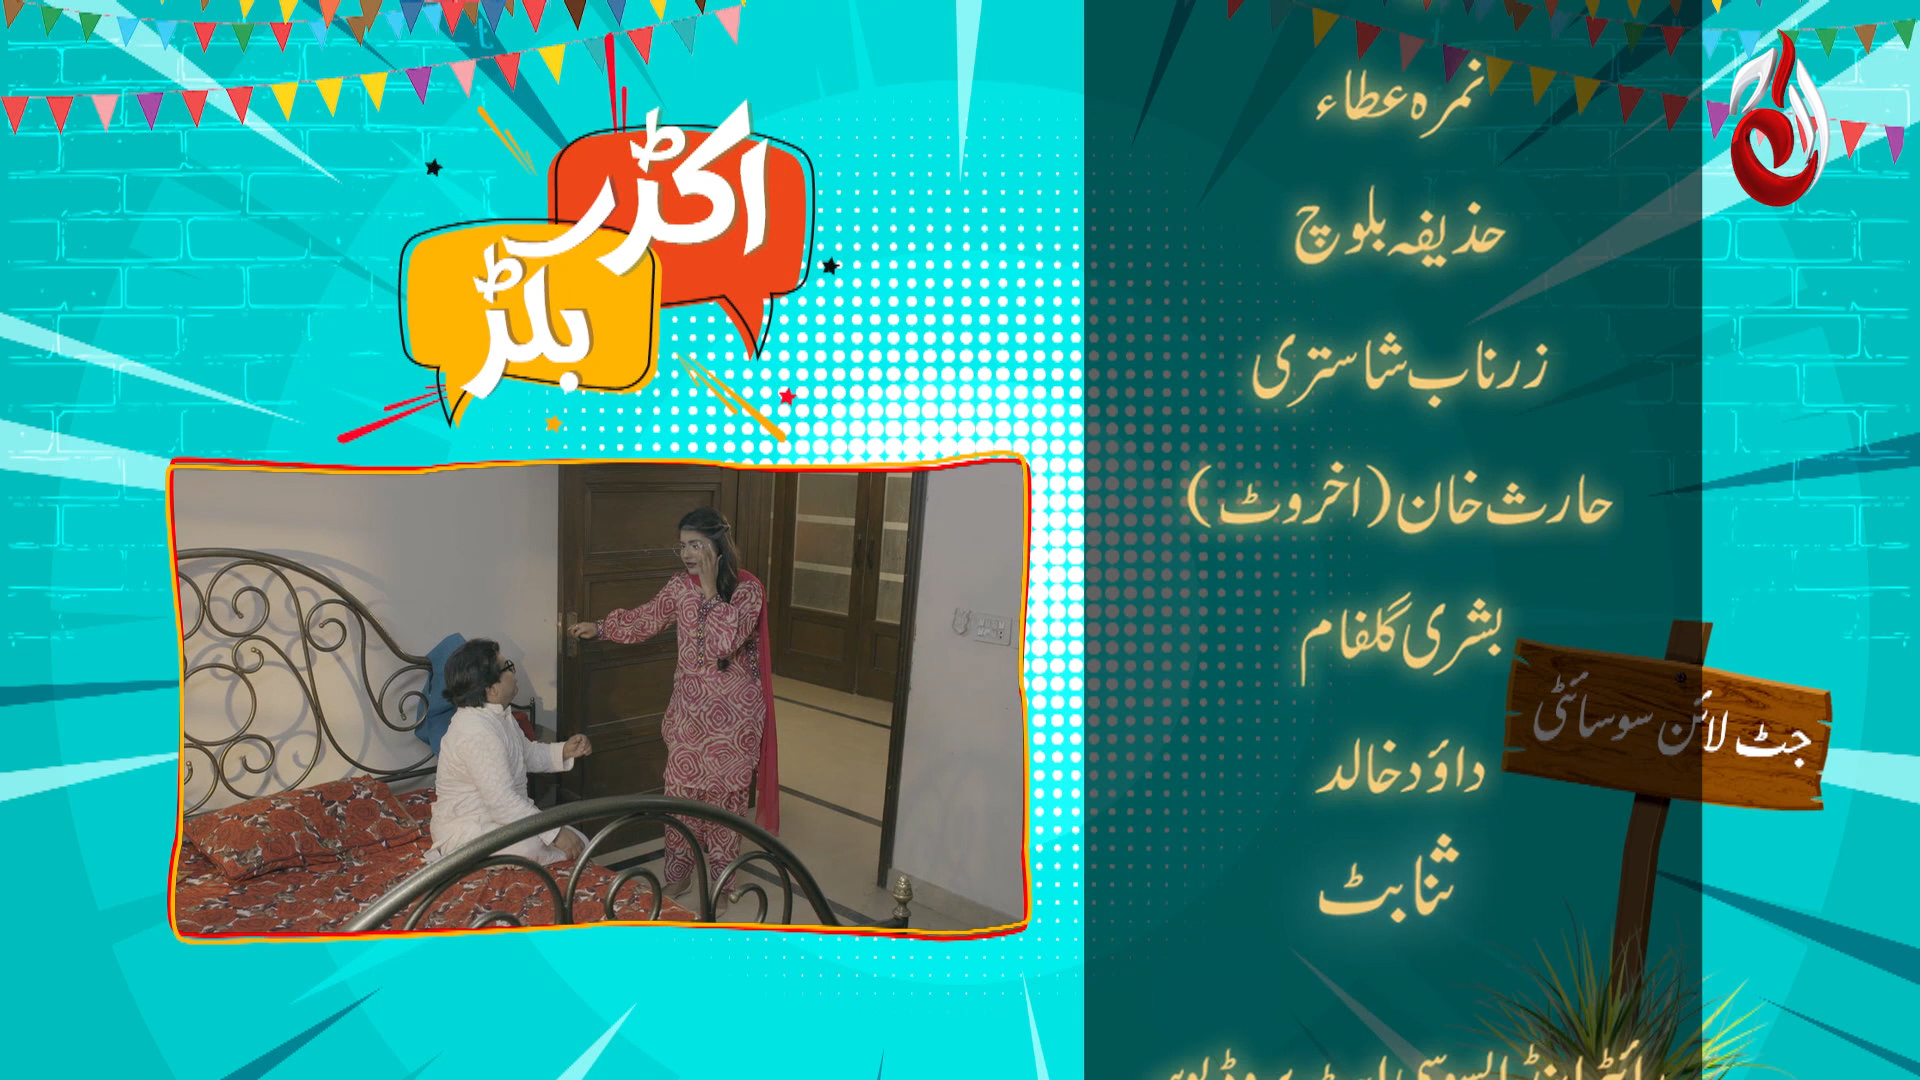 اکڑ
بکڑ
نمرہ عطاء
حذیفہ بلوچ
زرناب شاستری
حارث خان (اخروٹ)
بشری گلفام
داؤد خالد
ثنا بٹ
جٹ لائن سوسائٹی